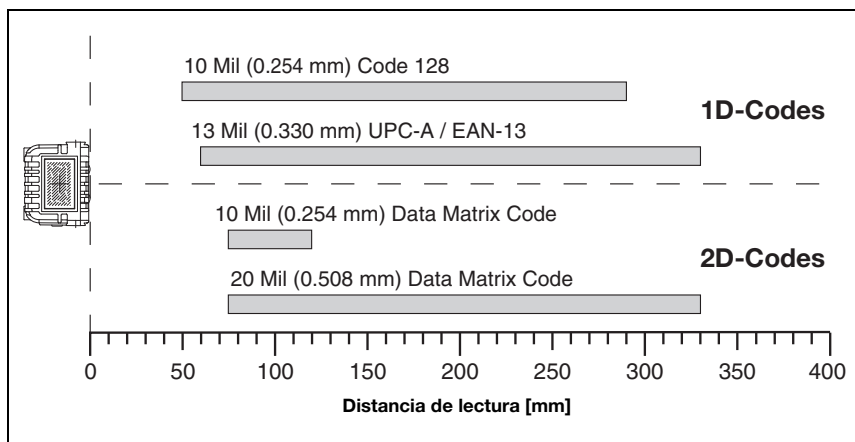 10 Mil (0.254 mm) Code 128
1D-Codes
13 Mil (0.330 mm) UPC-A / EAN-13
10 Mil (0.254 mm) Data Matrix Code
2D-Codes
20 Mil (0.508 mm) Data Matrix Code
0 50 100 150 200 250 300 350 400
Distancia de lectura [mm]